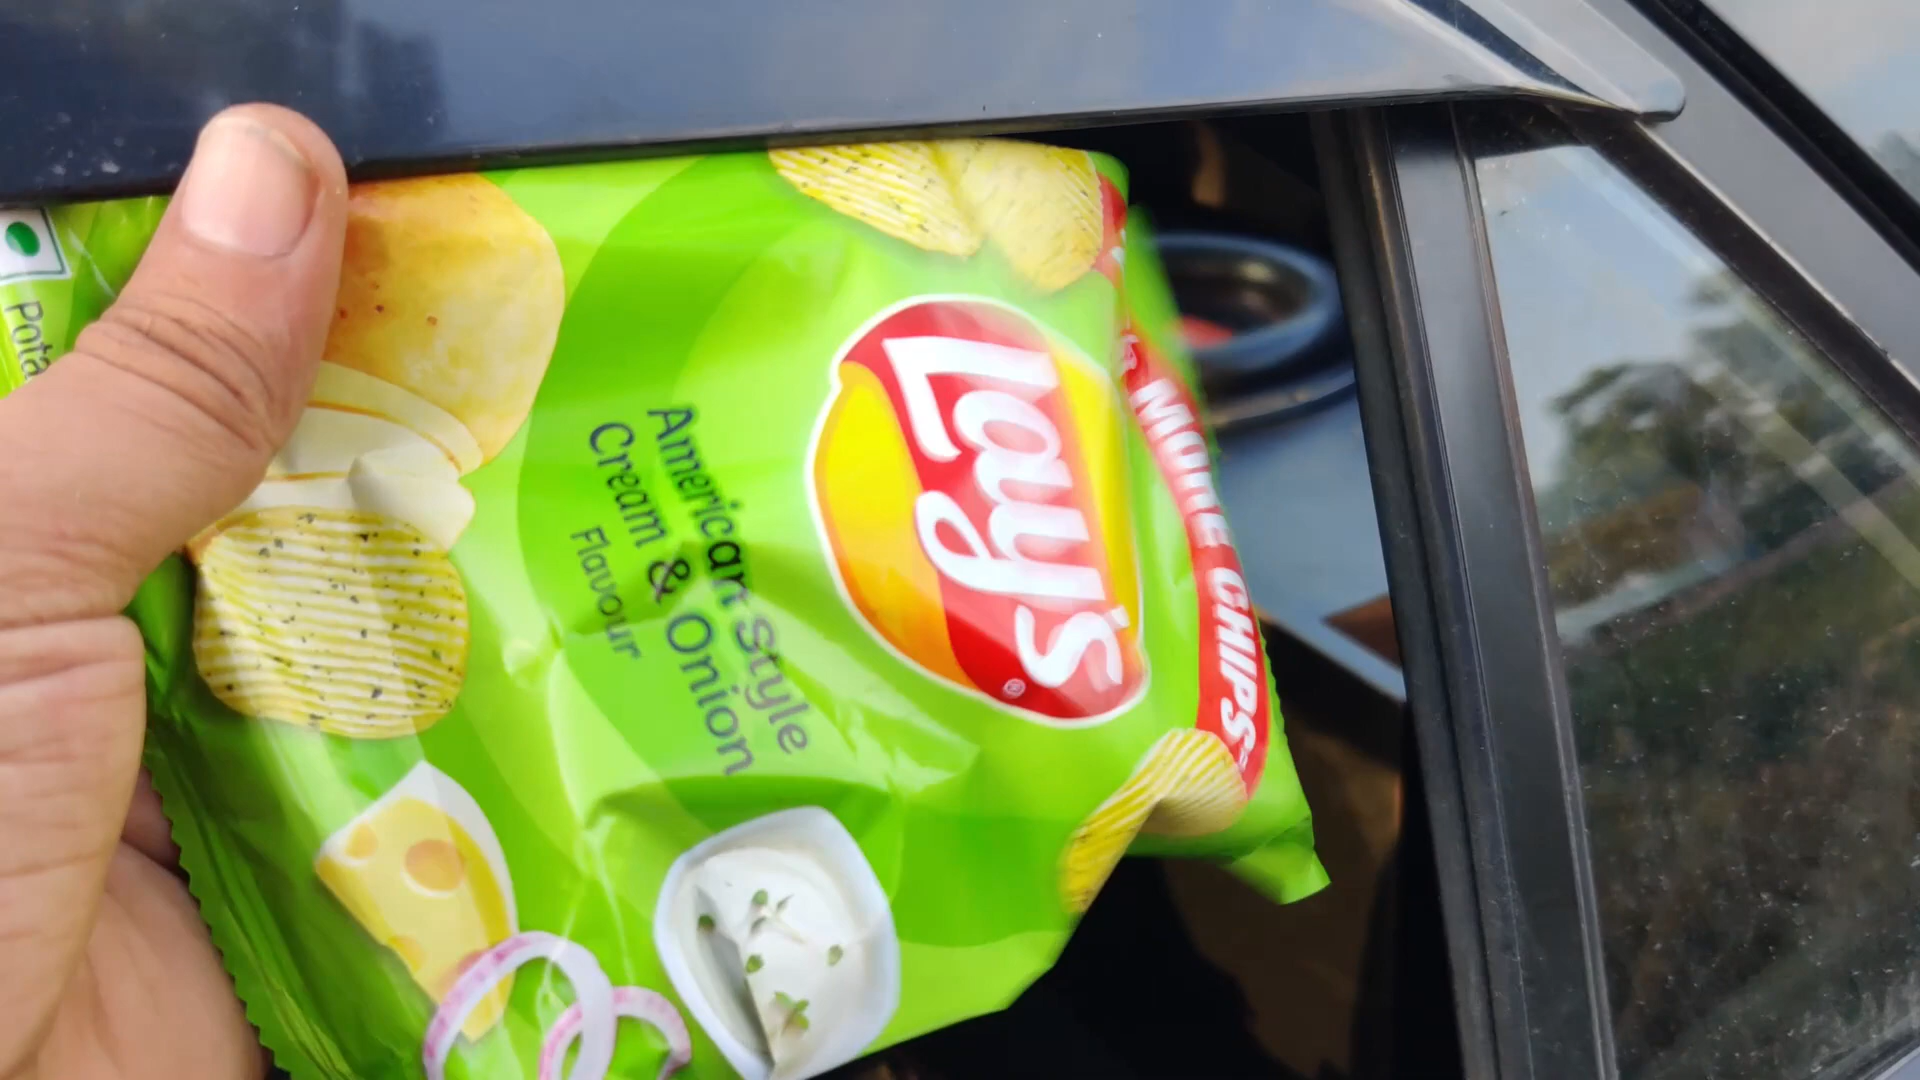 MORE CHIPS
Lay's
®
American Style
Cream & Onion
Flavour
Pota